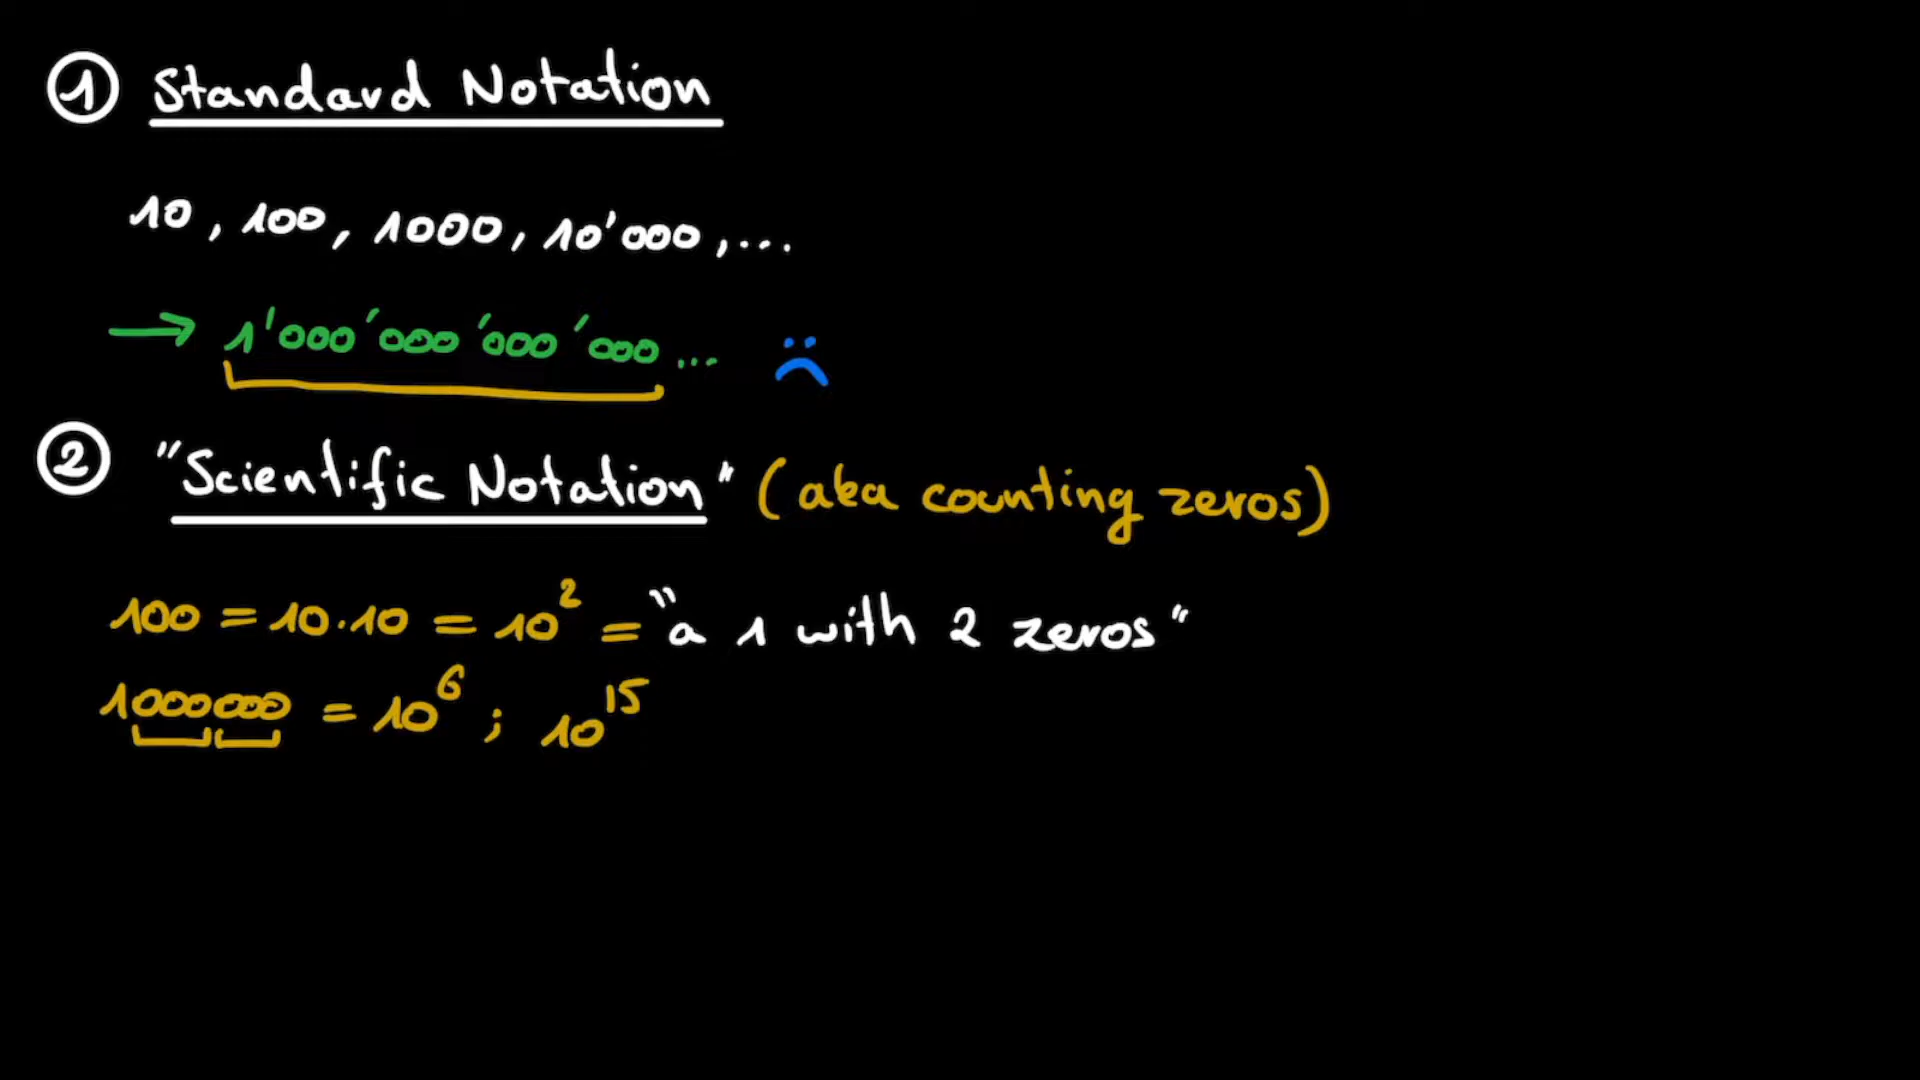 ① Standard Notation
10, 100, 1000, 10'000, ...
→ 1'000'000'000'000 ...
② "Scientific Notation" (aka counting zeros)
100 = 10·10 = 10² = "a 1 with 2 zeros"
1000000 = 10⁶ ; 10¹⁵